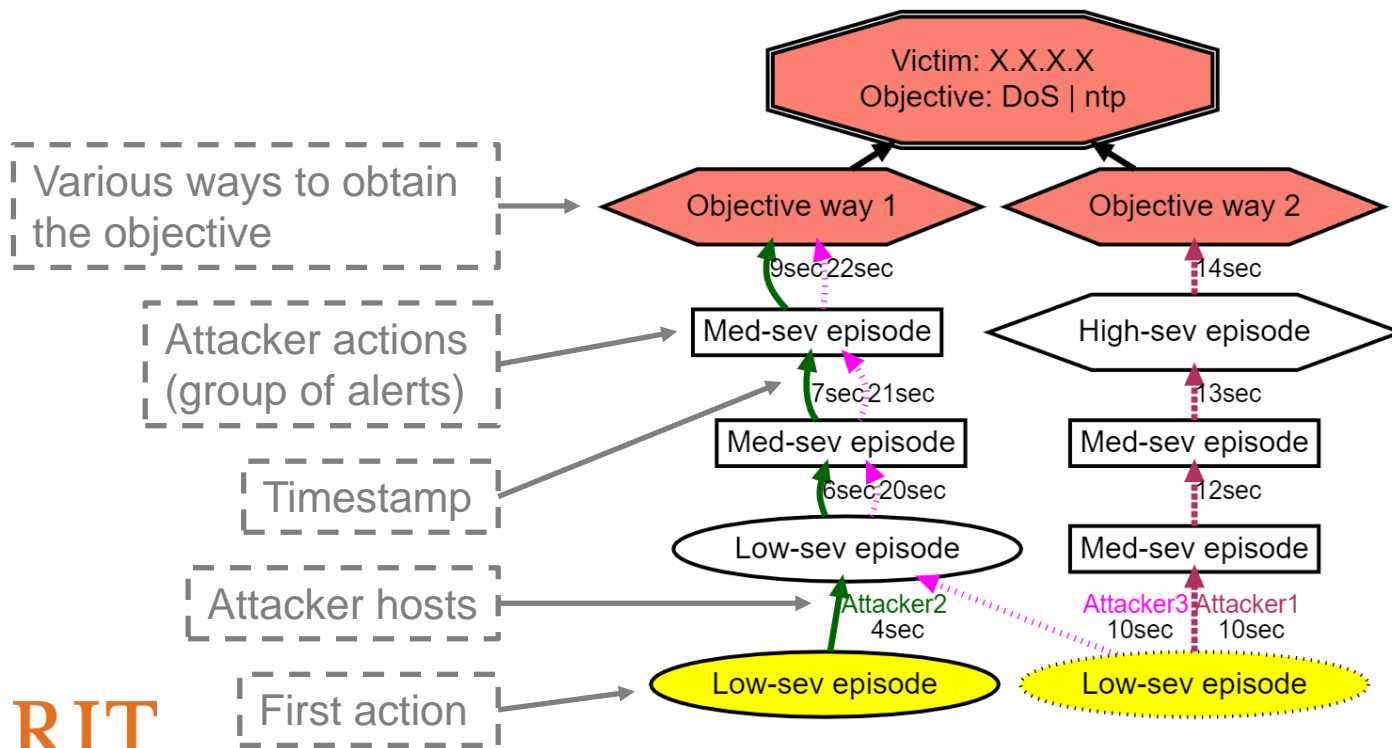 Victim: X.X.X.X
Objective: DoS | ntp
Various ways to obtain
the objective
Objective way 1
Objective way 2
9sec
22sec
14sec
Attacker actions
(group of alerts)
Med-sev episode
High-sev episode
7sec
21sec
13sec
Timestamp
Med-sev episode
Med-sev episode
6sec
20sec
12sec
Low-sev episode
Med-sev episode
Attacker hosts
Attacker2
4sec
Attacker3
10sec
Attacker1
10sec
First action
Low-sev episode
Low-sev episode
RIT